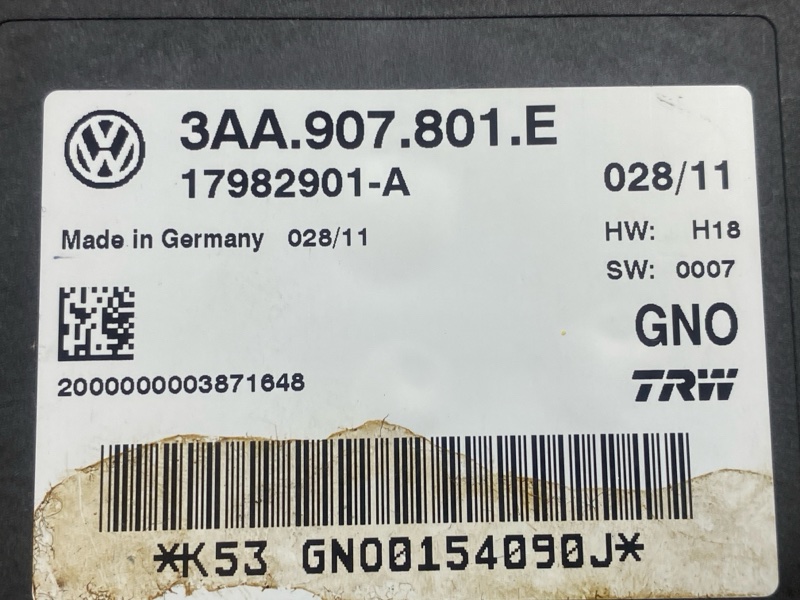 3AA.907.801.E
17982901-A 028/11
Made in Germany 028/11 HW: H18
SW: 0007
GNO
2000000003871648 TRW
*K53 GNO0154090J*